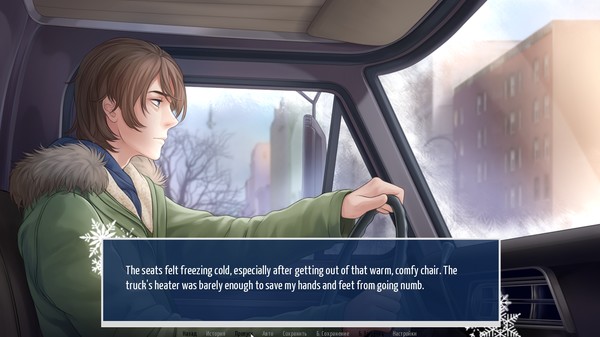 The seats felt freezing cold, especially after getting out of that warm, comfy chair. The
truck's heater was barely enough to save my hands and feet from going numb.
Назад История Авто Сохранить Б.Сохранение Настройки